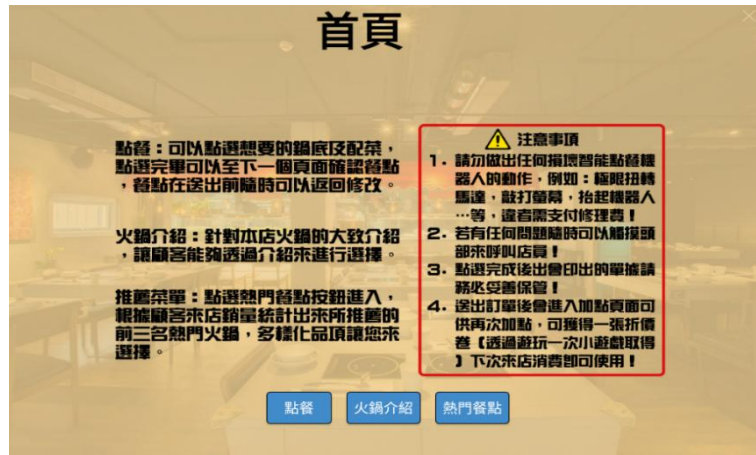 首頁
點餐：可以點選想要的鍋底及配菜，
點選完畢可以至下一個頁面確認餐點
，餐點在送出前隨時可以返回修改。
火鍋介紹：針對本店火鍋的大致介紹
，讓顧客能夠透過介紹來進行選擇。
推薦菜單：點選熱門餐點按鈕進入，
根據顧客來店銷量統計出來所推薦的
前三名熱門火鍋，多樣化品項讓您來
選擇。
注意事項
1. 請勿做出任何損壞智能點餐機
器人的動作，例如：極限扭轉
馬達，敲打螢幕，抬起機器人
…等，違者需支付修理費！
2. 若有任何問題隨時可以觸摸頭
部來呼叫店員！
3. 點選完成後出會印出的單據請
務必妥善保管！
4. 送出訂單後會進入加點頁面可
供再次加點，可獲得一張折價
卷【透過遊玩一次小遊戲取得
】下次來店消費即可使用！
點餐
火鍋介紹
熱門餐點